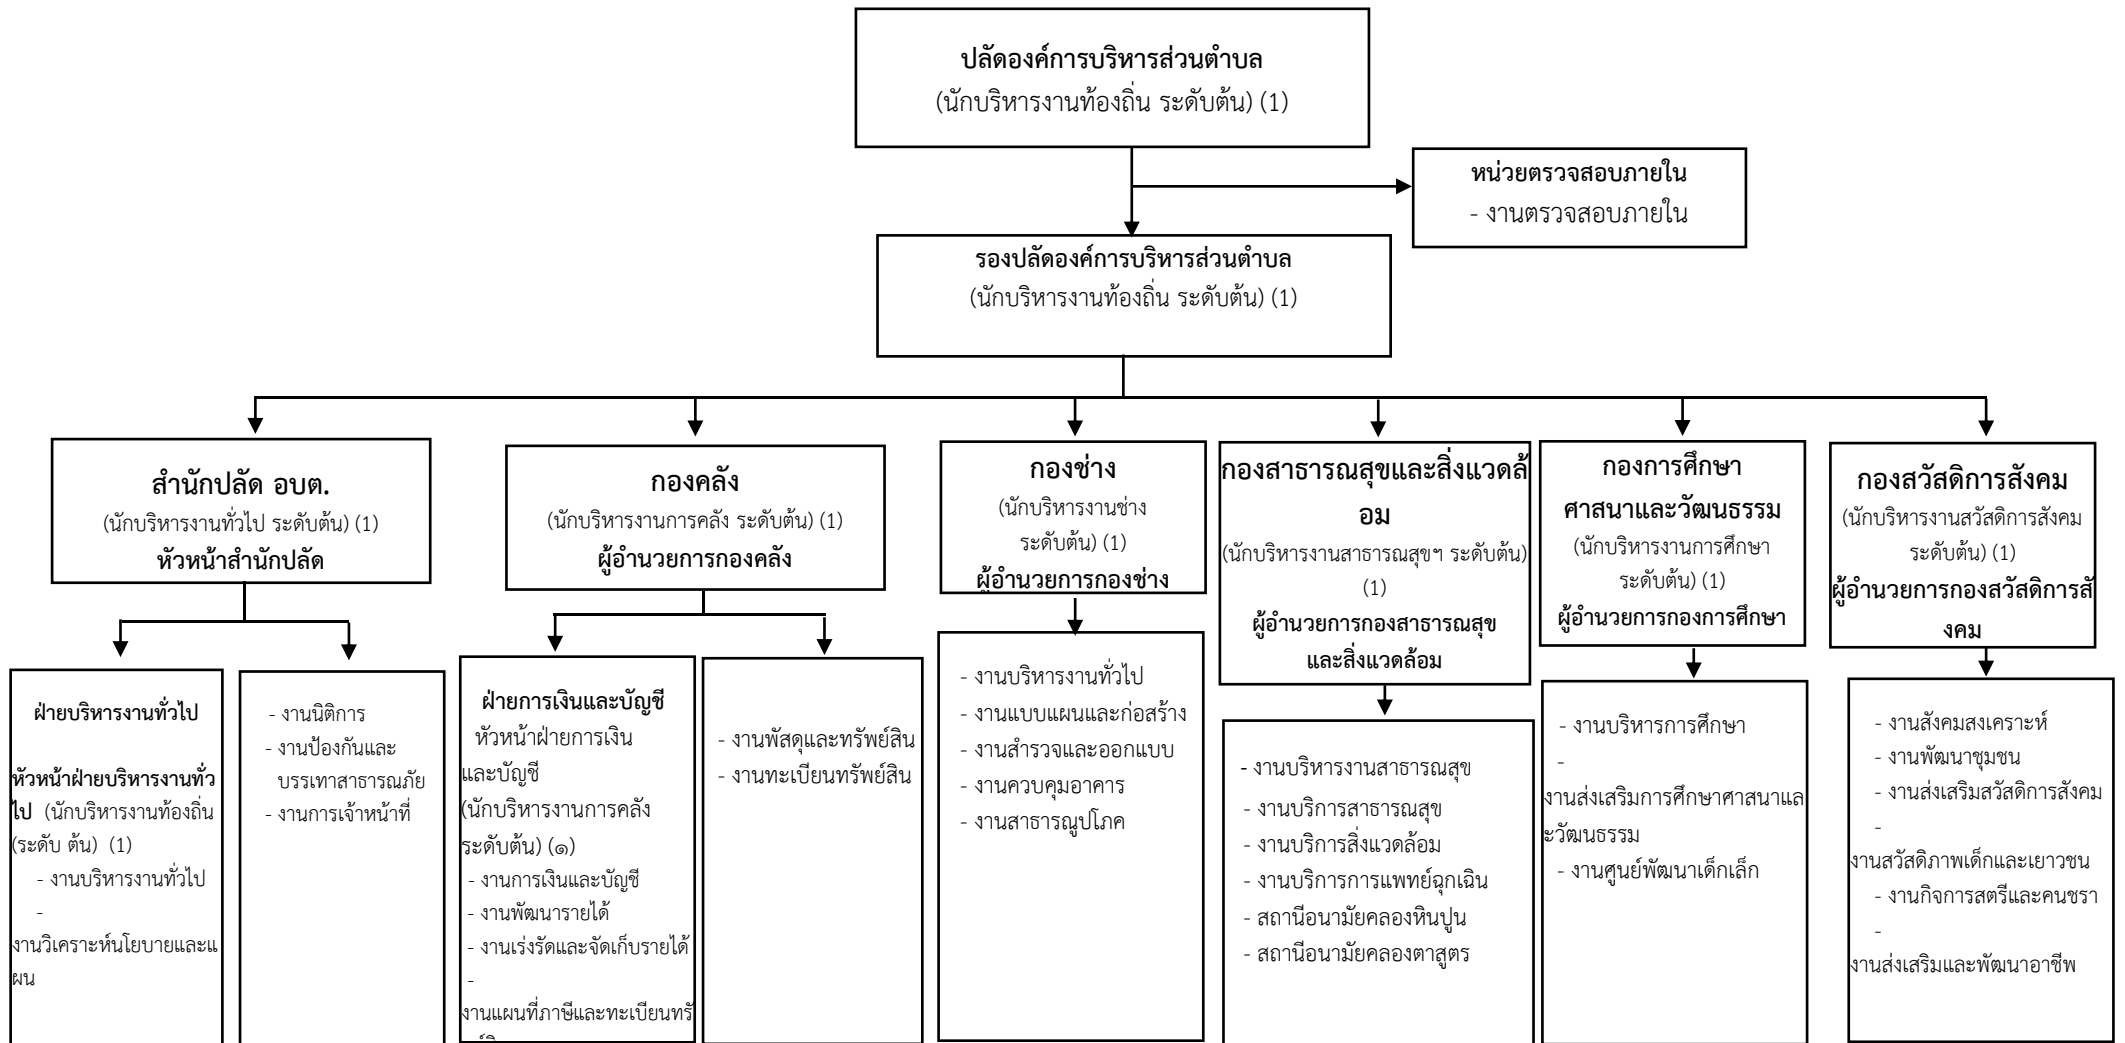 ปลัดองค์การบริหารส่วนตำบล
(นักบริหารงานท้องถิ่น ระดับต้น) (1)
หน่วยตรวจสอบภายใน
- งานตรวจสอบภายใน
รองปลัดองค์การบริหารส่วนตำบล
(นักบริหารงานท้องถิ่น ระดับต้น) (1)
สำนักปลัด อบต.
(นักบริหารงานทั่วไป ระดับต้น) (1)
หัวหน้าสำนักปลัด
กองคลัง
(นักบริหารงานการคลัง ระดับต้น) (1)
ผู้อำนวยการกองคลัง
กองช่าง
(นักบริหารงานช่าง
ระดับต้น) (1)
ผู้อำนวยการกองช่าง
กองสาธารณสุขและสิ่งแวดล้
อม
(นักบริหารงานสาธารณสุขฯ ระดับต้น)
(1)
ผู้อำนวยการกองสาธารณสุข
และสิ่งแวดล้อม
กองการศึกษา
ศาสนาและวัฒนธรรม
(นักบริหารงานการศึกษา
ระดับต้น) (1)
ผู้อำนวยการกองการศึกษา
กองสวัสดิการสังคม
(นักบริหารงานสวัสดิการสังคม
ระดับต้น) (1)
ผู้อำนวยการกองสวัสดิการสั
งคม
ฝ่ายบริหารงานทั่วไป
หัวหน้าฝ่ายบริหารงานทั่ว
ไป (นักบริหารงานท้องถิ่น
(ระดับ ต้น) (1)
- งานบริหารงานทั่วไป
-
งานวิเคราะห์นโยบายและแ
ผน
- งานนิติการ
- งานป้องกันและ
บรรเทาสาธารณภัย
- งานการเจ้าหน้าที่
ฝ่ายการเงินและบัญชี
หัวหน้าฝ่ายการเงิน
และบัญชี
(นักบริหารงานการคลัง
ระดับต้น) (๑)
- งานการเงินและบัญชี
- งานพัฒนารายได้
- งานเร่งรัดและจัดเก็บรายได้
-
งานแผนที่ภาษีและทะเบียนทรั
- งานพัสดุและทรัพย์สิน
- งานทะเบียนทรัพย์สิน
- งานบริหารงานทั่วไป
- งานแบบแผนและก่อสร้าง
- งานสำรวจและออกแบบ
- งานควบคุมอาคาร
- งานสาธารณูปโภค
- งานบริหารงานสาธารณสุข
- งานบริการสาธารณสุข
- งานบริการสิ่งแวดล้อม
- งานบริการการแพทย์ฉุกเฉิน
- สถานีอนามัยคลองหินปูน
- สถานีอนามัยคลองตาสูตร
- งานบริหารการศึกษา
-
งานส่งเสริมการศึกษาศาสนาแล
ะวัฒนธรรม
- งานศูนย์พัฒนาเด็กเล็ก
- งานสังคมสงเคราะห์
- งานพัฒนาชุมชน
- งานส่งเสริมสวัสดิการสังคม
-
งานสวัสดิภาพเด็กและเยาวชน
- งานกิจการสตรีและคนชรา
-
งานส่งเสริมและพัฒนาอาชีพ